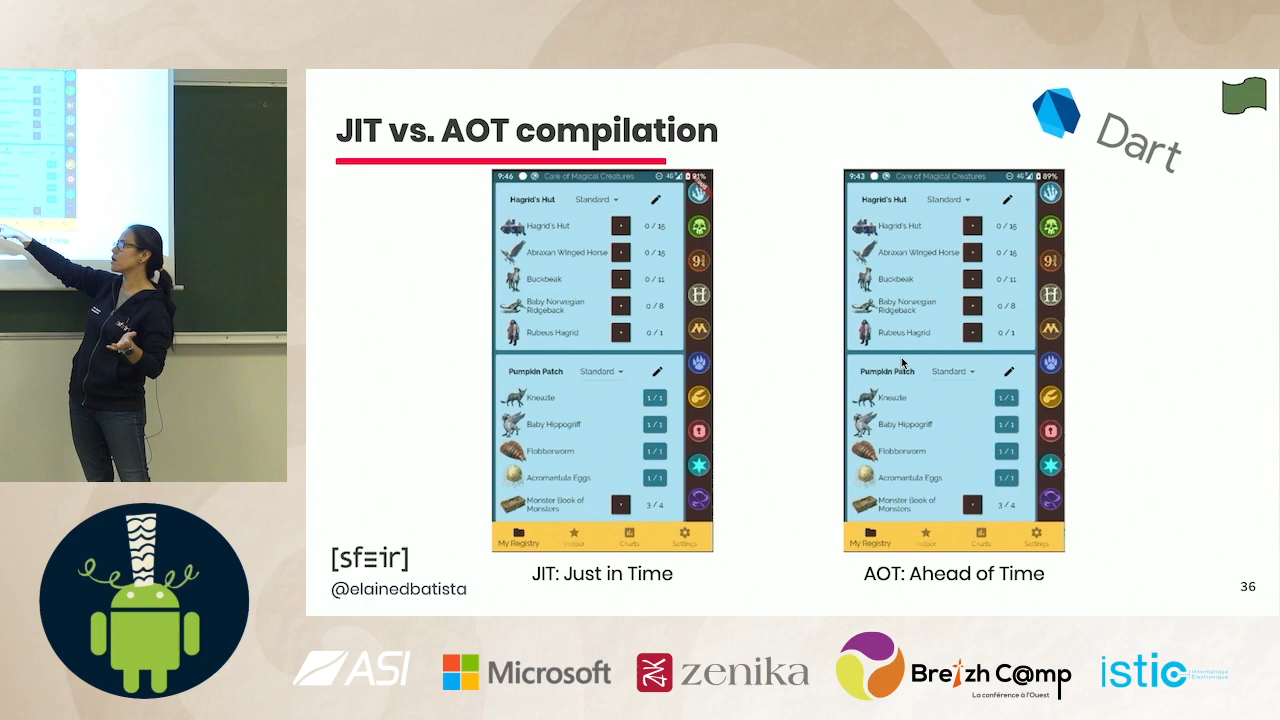 JIT vs. AOT compilation
Dart
9:46
4G
91%
Care of Magical Creatures
Hagrid's Hut
Standard
Hagrid's Hut
0 / 15
Abraxan Winged Horse
0 / 15
Buckbeak
0 / 11
Baby Norwegian
Ridgeback
0 / 8
Rubeus Hagrid
0 / 1
Pumpkin Patch
Standard
Kneazle
1 / 1
Baby Hippogriff
1 / 1
Flobberworm
1 / 1
Acromantula Eggs
1 / 1
Monster Book of
Monsters
3 / 4
My Registry
Helper
Charts
Settings
JIT: Just in Time
9:43
4G
89%
Care of Magical Creatures
Hagrid's Hut
Standard
Hagrid's Hut
0 / 15
Abraxan Winged Horse
0 / 15
Buckbeak
0 / 11
Baby Norwegian
Ridgeback
0 / 8
Rubeus Hagrid
0 / 1
Pumpkin Patch
Standard
Kneazle
1 / 1
Baby Hippogriff
1 / 1
Flobberworm
1 / 1
Acromantula Eggs
1 / 1
Monster Book of
Monsters
3 / 4
My Registry
Helper
Charts
Settings
AOT: Ahead of Time
[sfeir]
@elainedbatista
36
ASI
Microsoft
zenika
Breizh C@mp
La conférence à l'Ouest
istic
Informatique
Électronique